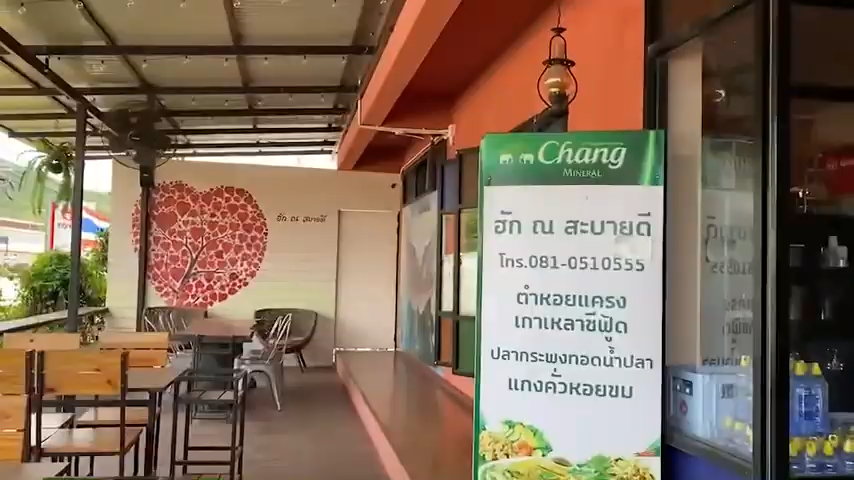 Chang
MINERAL
ฮัก ณ สะบายดี
โทร.081-0510805
ตำหอยแครง
เกาเหลาซีฟู้ด
ปลากระพงทอดน้ำปลา
แกงคั่วหอยขม
ฮัก ณ สะบายดี